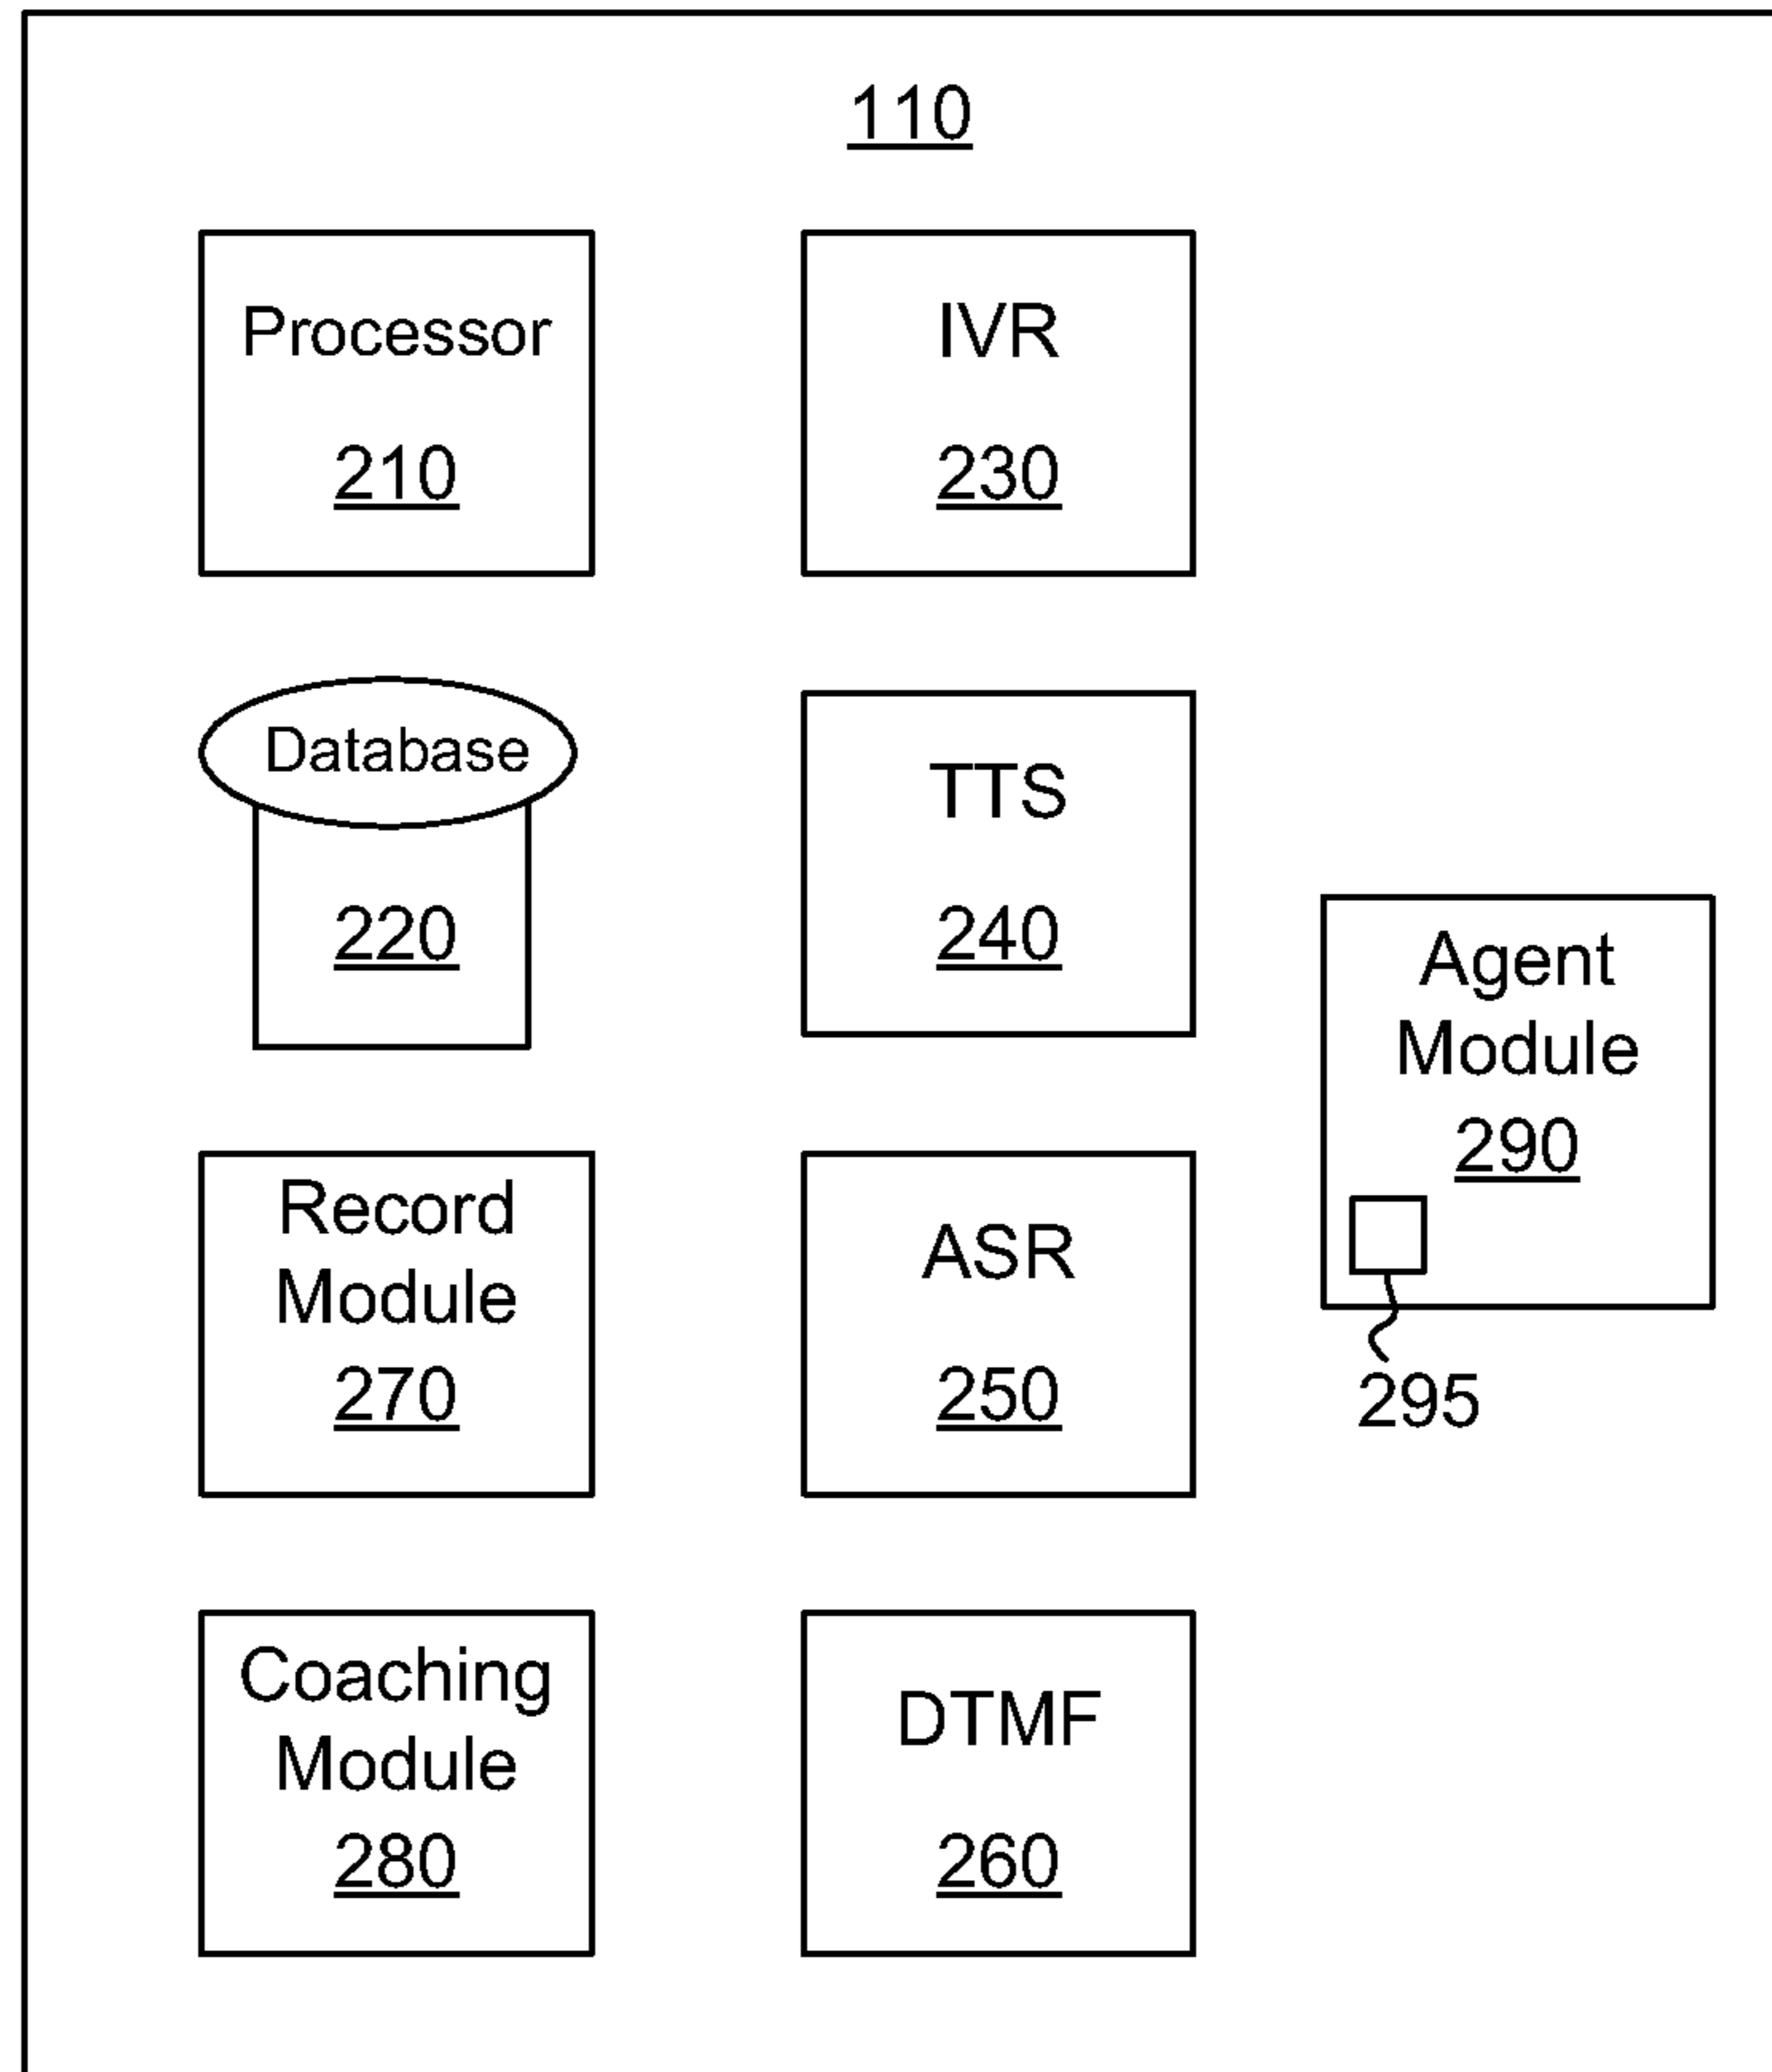 110
Processor
210
IVR
230
Database
220
TTS
240
Agent
Module
290
295
Record
Module
270
ASR
250
Coaching
Module
280
DTMF
260